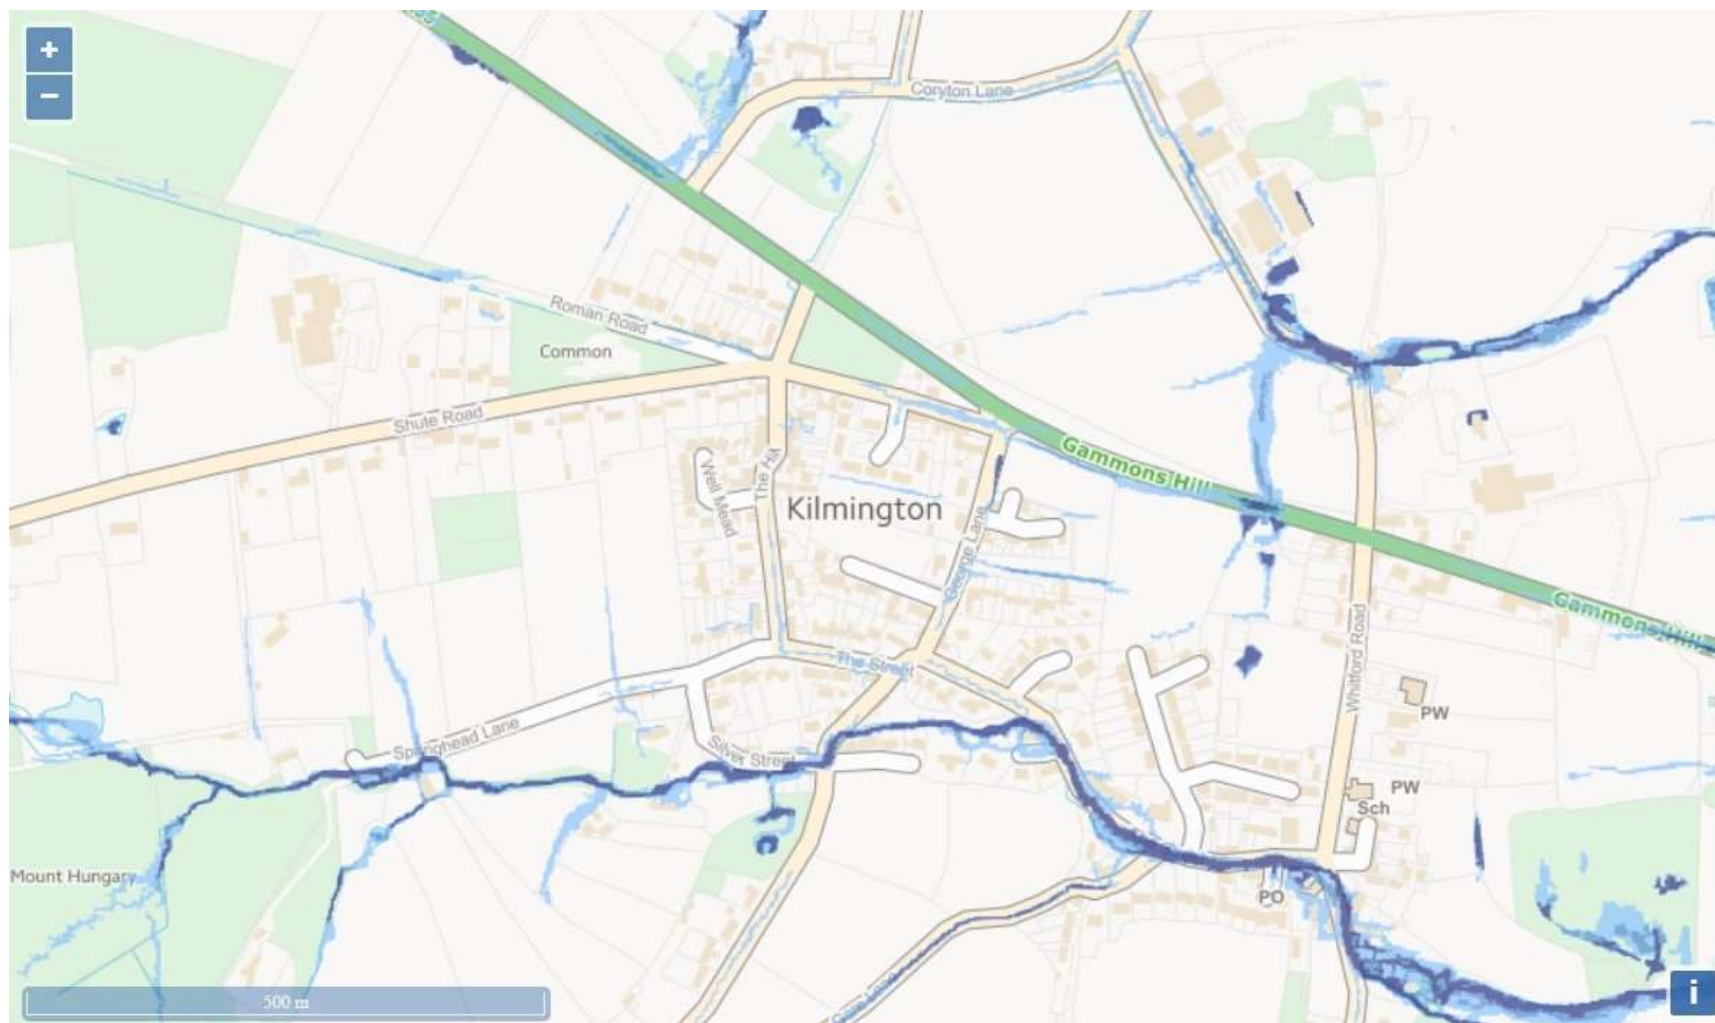 +
−
Coryton Lane
Roman Road
Common
Shute Road
Well Mead
The Hill
Kilmington
Gammons Hill
George Lane
Gammons Hill
The Street
Whitford Road
PW
Springhead Lane
Silver Street
PW
Sch
Mount Hungary
PO
500 m
i